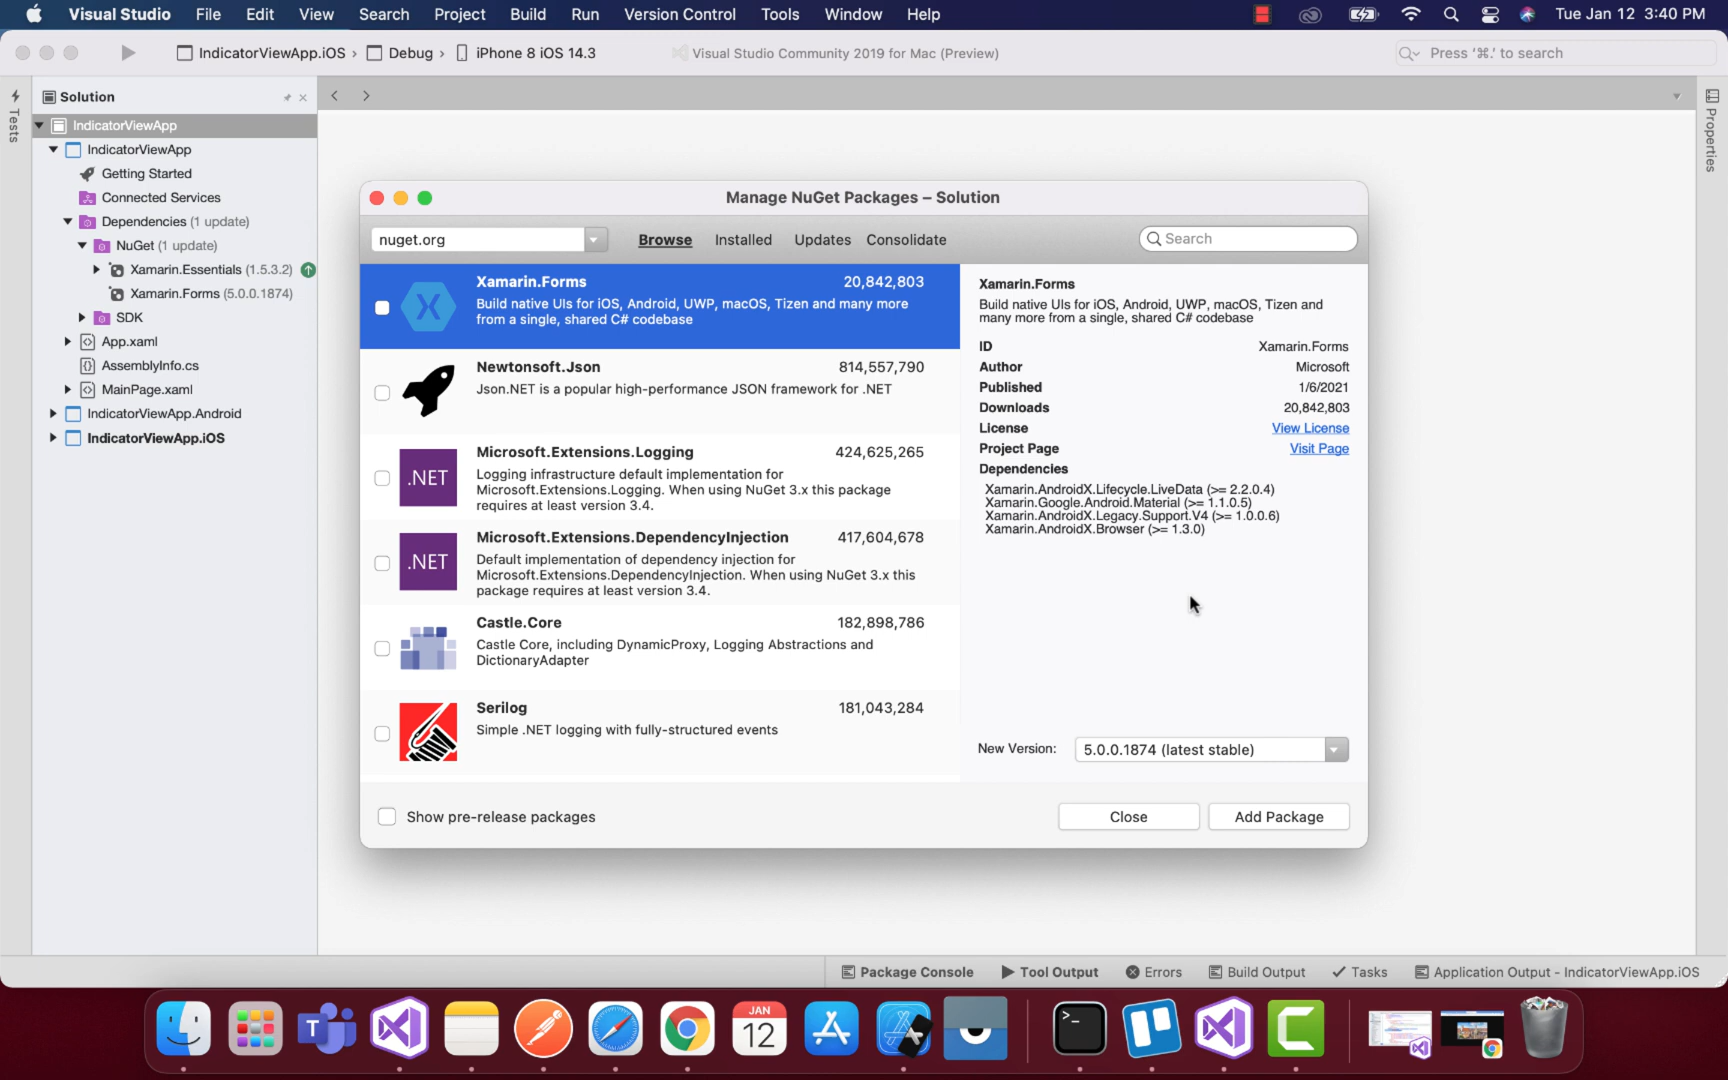 Visual Studio File Edit View Search Project Build Run Version Control Tools Window Help Tue Jan 12 3:40 PM
IndicatorViewApp.iOS › Debug › iPhone 8 iOS 14.3 Visual Studio Community 2019 for Mac (Preview) Press '⌘.' to search
Tests
Solution
IndicatorViewApp
IndicatorViewApp
Getting Started
Connected Services
Dependencies (1 update)
NuGet (1 update)
Xamarin.Essentials (1.5.3.2)
Xamarin.Forms (5.0.0.1874)
SDK
App.xaml
AssemblyInfo.cs
MainPage.xaml
IndicatorViewApp.Android
IndicatorViewApp.iOS
Properties
Manage NuGet Packages – Solution
nuget.org Browse Installed Updates Consolidate Search
Xamarin.Forms 20,842,803
Build native UIs for iOS, Android, UWP, macOS, Tizen and many more
from a single, shared C# codebase
Newtonsoft.Json 814,557,790
Json.NET is a popular high-performance JSON framework for .NET
.NET
Microsoft.Extensions.Logging 424,625,265
Logging infrastructure default implementation for
Microsoft.Extensions.Logging. When using NuGet 3.x this package
requires at least version 3.4.
.NET
Microsoft.Extensions.DependencyInjection 417,604,678
Default implementation of dependency injection for
Microsoft.Extensions.DependencyInjection. When using NuGet 3.x this
package requires at least version 3.4.
Castle.Core 182,898,786
Castle Core, including DynamicProxy, Logging Abstractions and
DictionaryAdapter
Serilog 181,043,284
Simple .NET logging with fully-structured events
Xamarin.Forms
Build native UIs for iOS, Android, UWP, macOS, Tizen and
many more from a single, shared C# codebase
ID Xamarin.Forms
Author Microsoft
Published 1/6/2021
Downloads 20,842,803
License View License
Project Page Visit Page
Dependencies
Xamarin.AndroidX.Lifecycle.LiveData (>= 2.2.0.4)
Xamarin.Google.Android.Material (>= 1.1.0.5)
Xamarin.AndroidX.Legacy.Support.V4 (>= 1.0.0.6)
Xamarin.AndroidX.Browser (>= 1.3.0)
New Version: 5.0.0.1874 (latest stable)
Show pre-release packages Close Add Package
Package Console Tool Output Errors Build Output Tasks Application Output - IndicatorViewApp.iOS
JAN
12